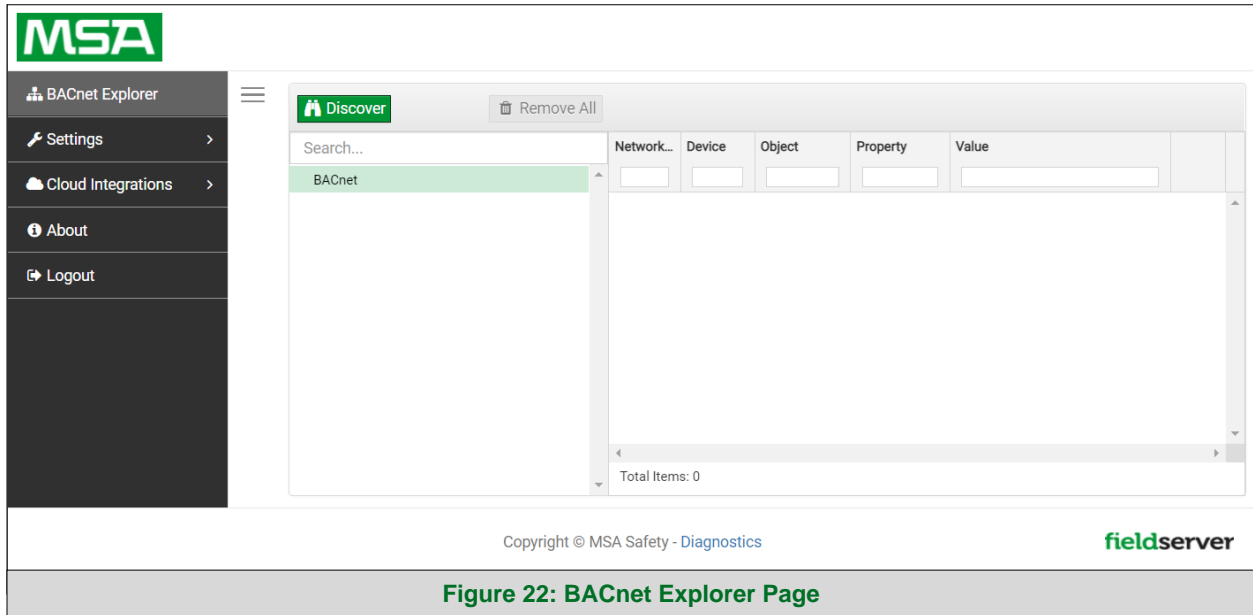 MSA
BACnet Explorer
Settings
Cloud Integrations
About
Logout
Discover
Remove All
Search...
BACnet
Network... Device Object Property Value
Total Items: 0
Copyright © MSA Safety - Diagnostics
fieldserver
Figure 22: BACnet Explorer Page